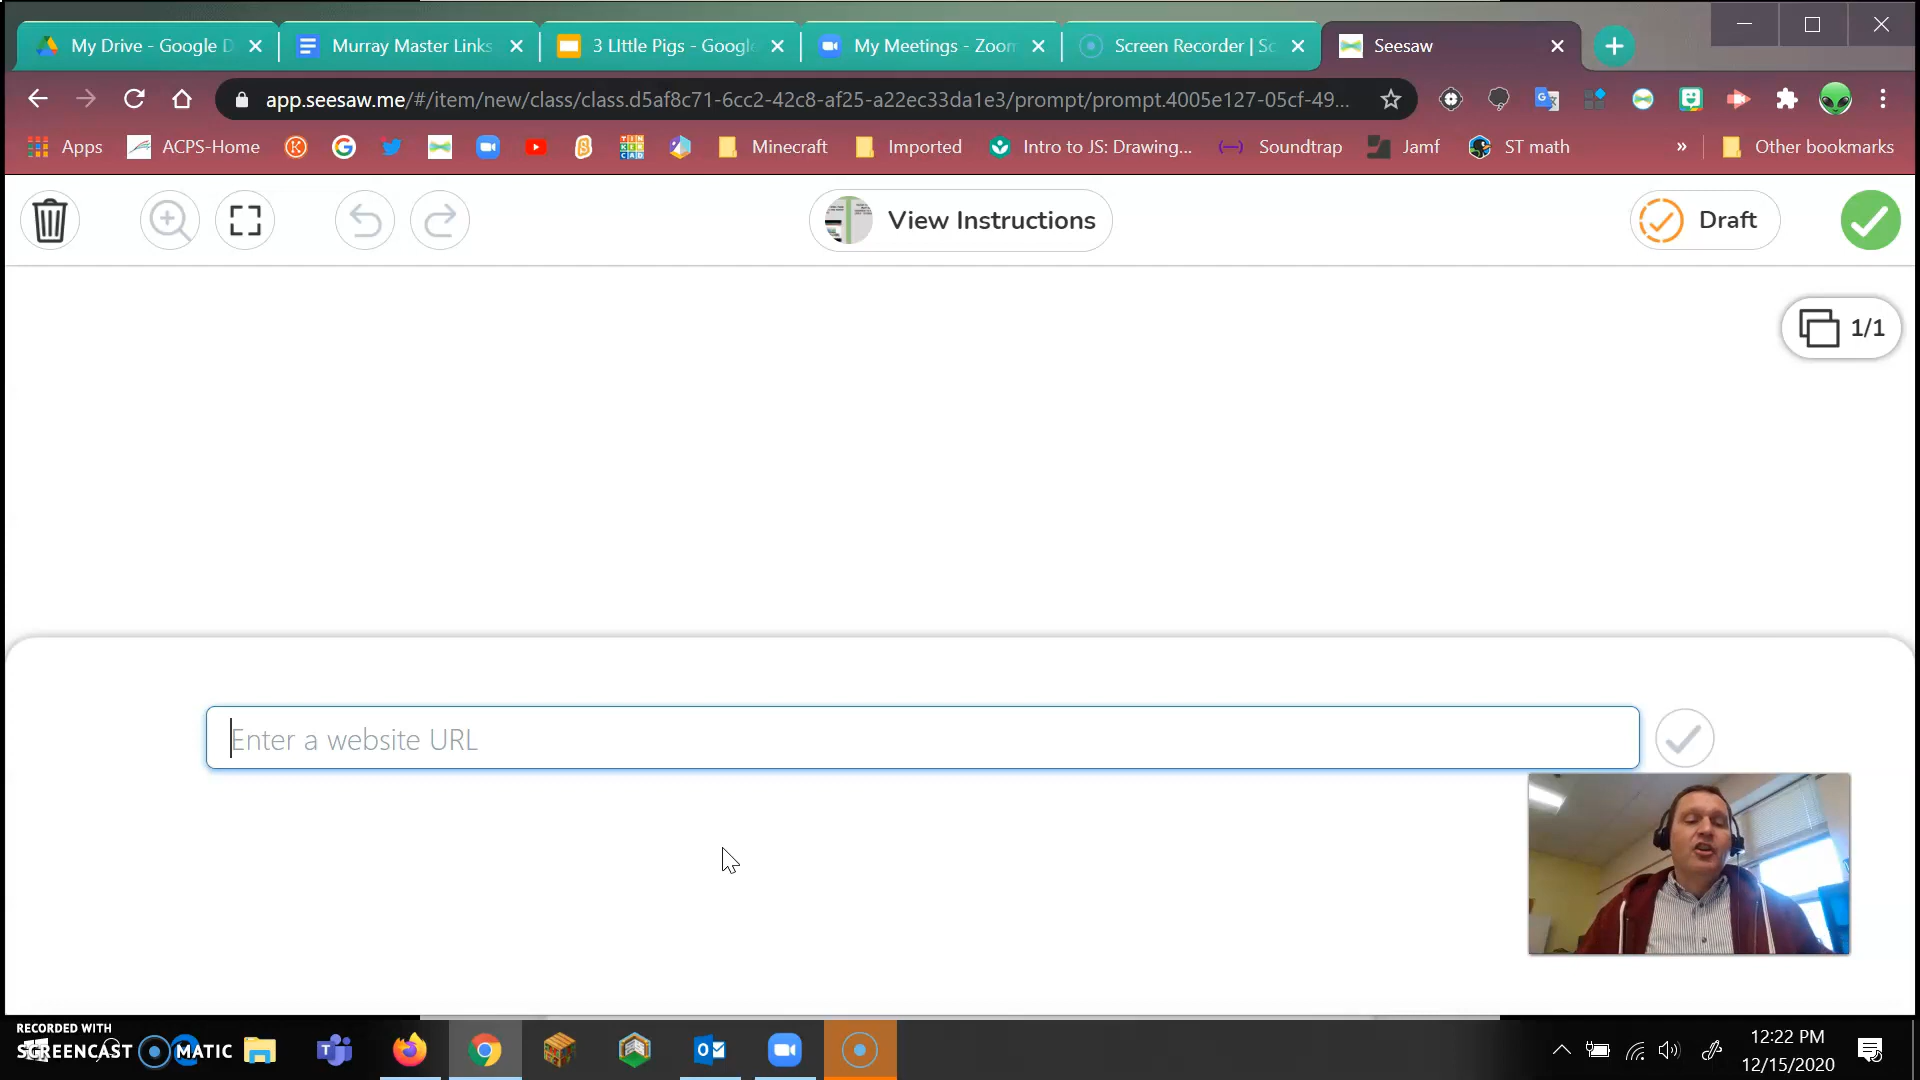 My Drive - Google D
Murray Master Links
3 LIttle Pigs - Google
My Meetings - Zoom
Screen Recorder | Sc
Seesaw
app.seesaw.me/#/item/new/class/class.d5af8c71-6cc2-42c8-af25-a22ec33da1e3/prompt/prompt.4005e127-05cf-49...
Apps
ACPS-Home
Minecraft
Imported
Intro to JS: Drawing...
Soundtrap
Jamf
ST math
»
Other bookmarks
View Instructions
Draft
1/1
Enter a website URL
RECORDED WITH
SCREENCAST MATIC
12:22 PM
12/15/2020